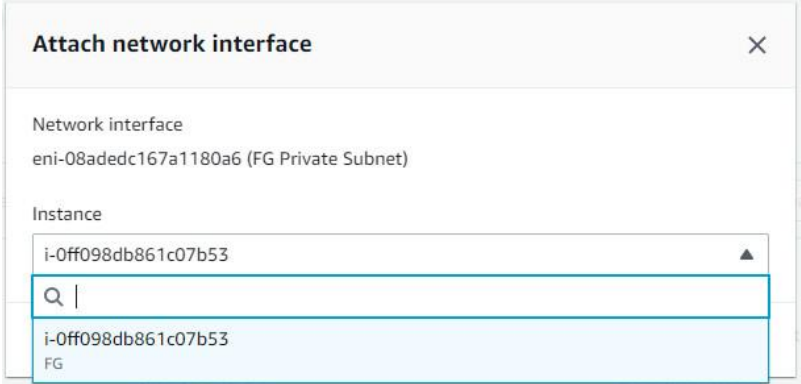 Attach network interface
Network interface
eni-08adedc167a1180a6 (FG Private Subnet)
Instance
i-0ff098db861c07b53
i-0ff098db861c07b53
FG